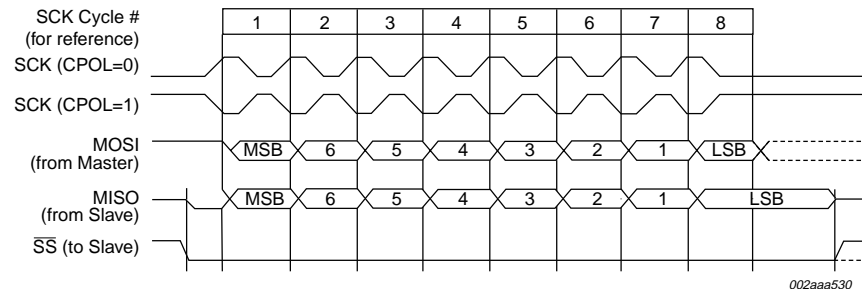 SCK Cycle # 1 2 3 4 5 6 7 8
(for reference)
SCK (CPOL=0)
SCK (CPOL=1)
MOSI MSB 6 5 4 3 2 1 LSB
(from Master)
MISO MSB 6 5 4 3 2 1 LSB
(from Slave)
SS (to Slave)
002aaa530